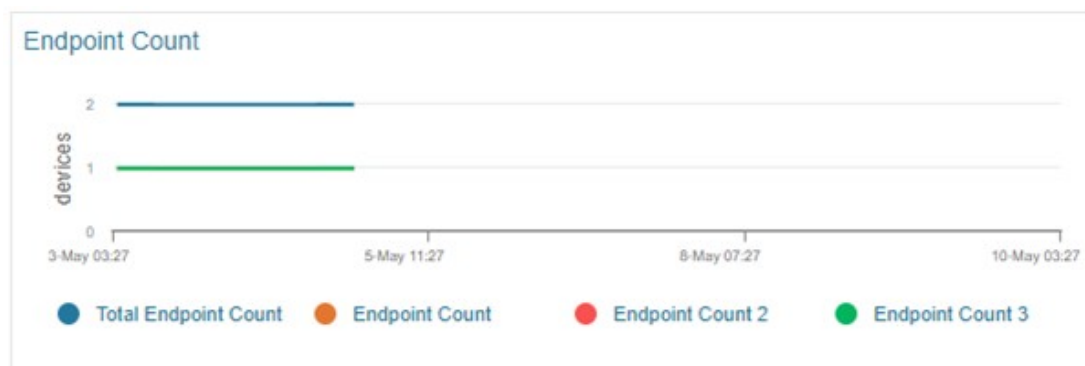 Endpoint Count
devices
2
1
0
3-May 03:27 5-May 11:27 8-May 07:27 10-May 03:27
Total Endpoint Count Endpoint Count Endpoint Count 2 Endpoint Count 3